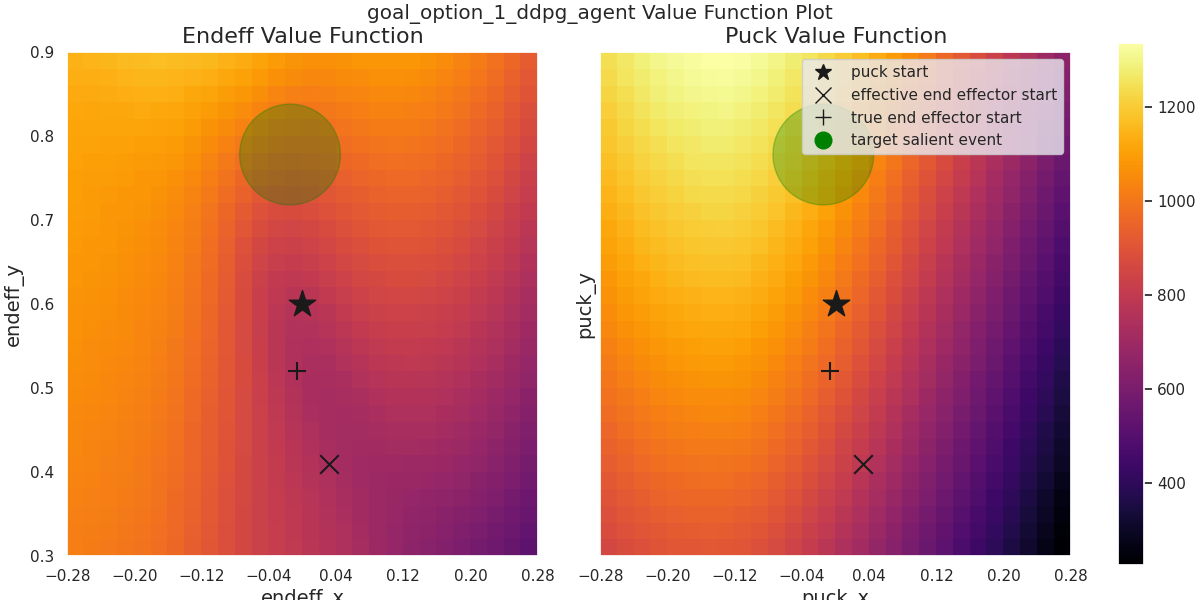 goal_option_1_ddpg_agent Value Function Plot
Endeff Value Function
Puck Value Function
puck start
effective end effector start
true end effector start
target salient event
endeff_y
0.9
0.8
0.7
0.6
0.5
0.4
0.3
−0.28 −0.20 −0.12 −0.04 0.04 0.12 0.20 0.28
endeff_x
puck_y
−0.28 −0.20 −0.12 −0.04 0.04 0.12 0.20 0.28
puck_x
1200
1000
800
600
400